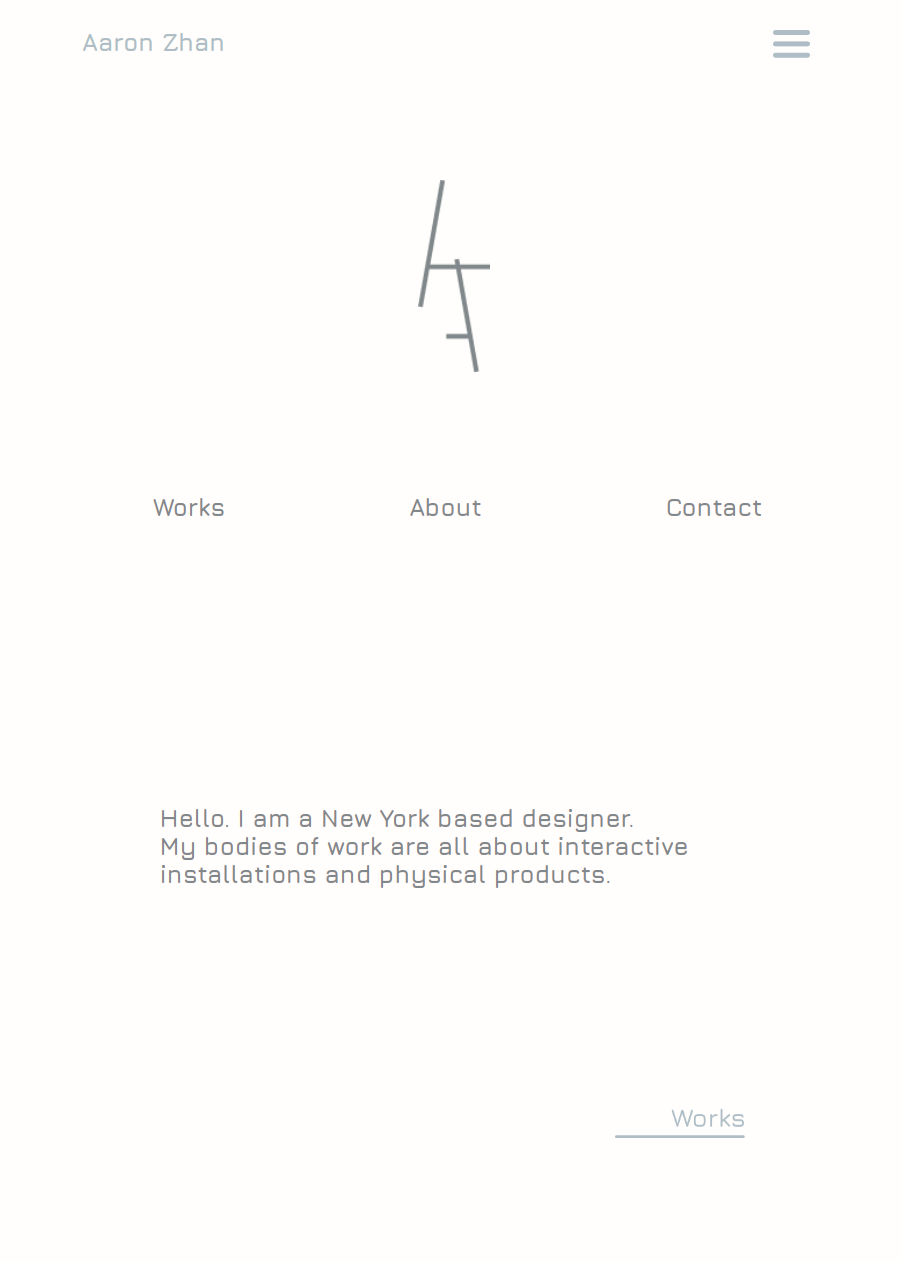 Aaron Zhan
Works
About
Contact
Hello. I am a New York based designer.
My bodies of work are all about interactive
installations and physical products.
Works